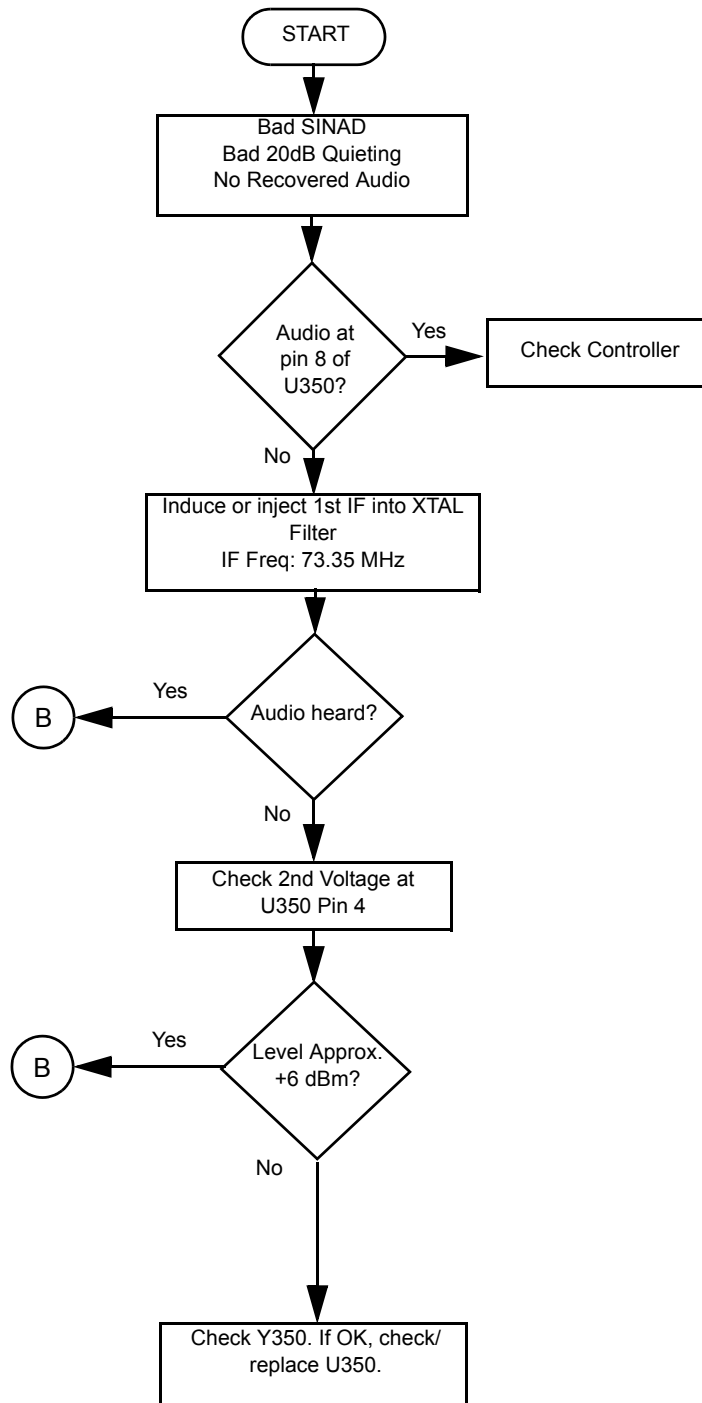 START
Bad SINAD
Bad 20dB Quieting
No Recovered Audio
Audio at
pin 8 of
U350?
Yes
Check Controller
No
Induce or inject 1st IF into XTAL
Filter
IF Freq: 73.35 MHz
Yes
B
Audio heard?
No
Check 2nd Voltage at
U350 Pin 4
Yes
B
Level Approx.
+6 dBm?
No
Check Y350. If OK, check/
replace U350.